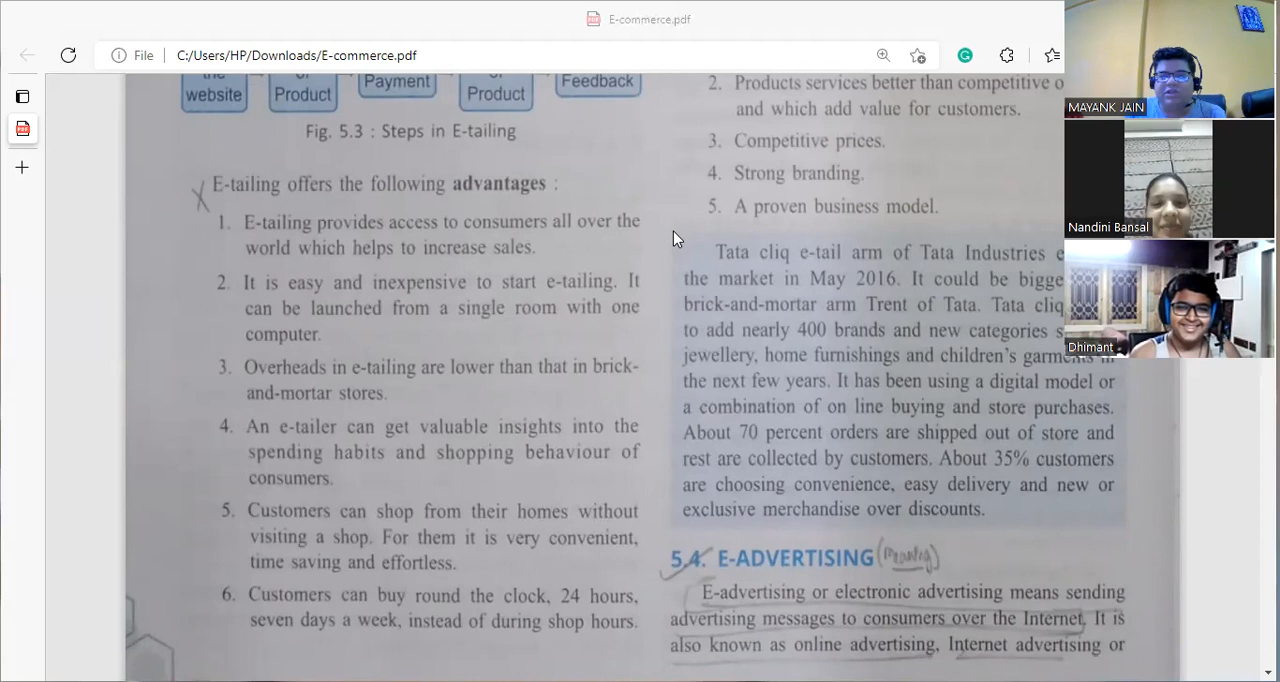 E-commerce.pdf
File
C:/Users/HP/Downloads/E-commerce.pdf
the
website
of
Product
Payment
of
Product
Feedback
Fig. 5.3 : Steps in E-tailing
E-tailing offers the following advantages :
1. E-tailing provides access to consumers all over the
world which helps to increase sales.
2. It is easy and inexpensive to start e-tailing. It
can be launched from a single room with one
computer.
3. Overheads in e-tailing are lower than that in brick-
and-mortar stores.
4. An e-tailer can get valuable insights into the
spending habits and shopping behaviour of
consumers.
5. Customers can shop from their homes without
visiting a shop. For them it is very convenient,
time saving and effortless.
6. Customers can buy round the clock, 24 hours,
seven days a week, instead of during shop hours.
2. Products services better than competitive o
and which add value for customers.
3. Competitive prices.
4. Strong branding.
5. A proven business model.
Tata cliq e-tail arm of Tata Industries e
the market in May 2016. It could be bigge
brick-and-mortar arm Trent of Tata. Tata cliq
to add nearly 400 brands and new categories s
jewellery, home furnishings and children's garments in
the next few years. It has been using a digital model or
a combination of on line buying and store purchases.
About 70 percent orders are shipped out of store and
rest are collected by customers. About 35% customers
are choosing convenience, easy delivery and new or
exclusive merchandise over discounts.
5.4. E-ADVERTISING (Meaning)
E-advertising or electronic advertising means sending
advertising messages to consumers over the Internet. It is
also known as online advertising, Internet advertising or
MAYANK JAIN
Nandini Bansal
Dhimant